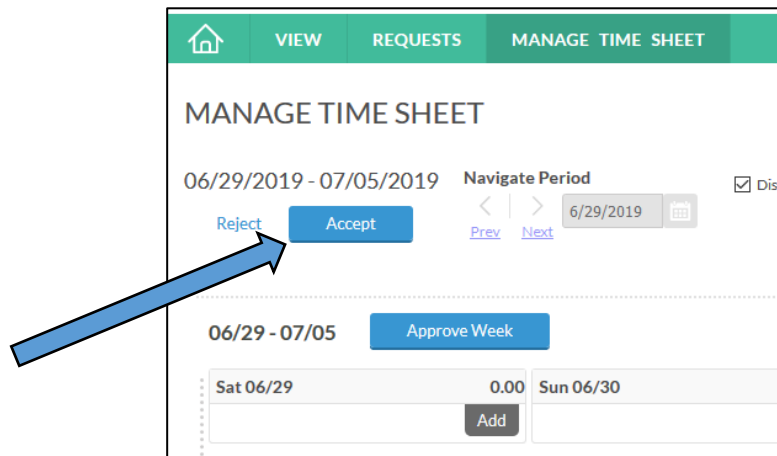 VIEW REQUESTS MANAGE TIME SHEET
MANAGE TIME SHEET
06/29/2019 - 07/05/2019 Navigate Period
Dis
6/29/2019
Reject Accept
Prev Next
06/29 - 07/05 Approve Week
Sat 06/29 0.00 Sun 06/30
Add